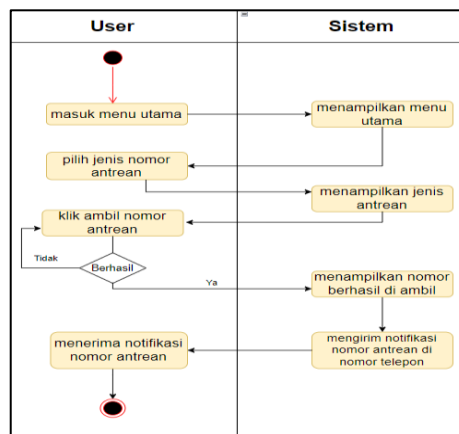 User
Sistem
masuk menu utama
menampilkan menu
utama
pilih jenis nomor
antrean
menampilkan jenis
antrean
klik ambil nomor
antrean
Tidak
Berhasil
Ya
menampilkan nomor
berhasil di ambil
menerima notifikasi
nomor antrean
mengirim notifikasi
nomor antrean di
nomor telepon